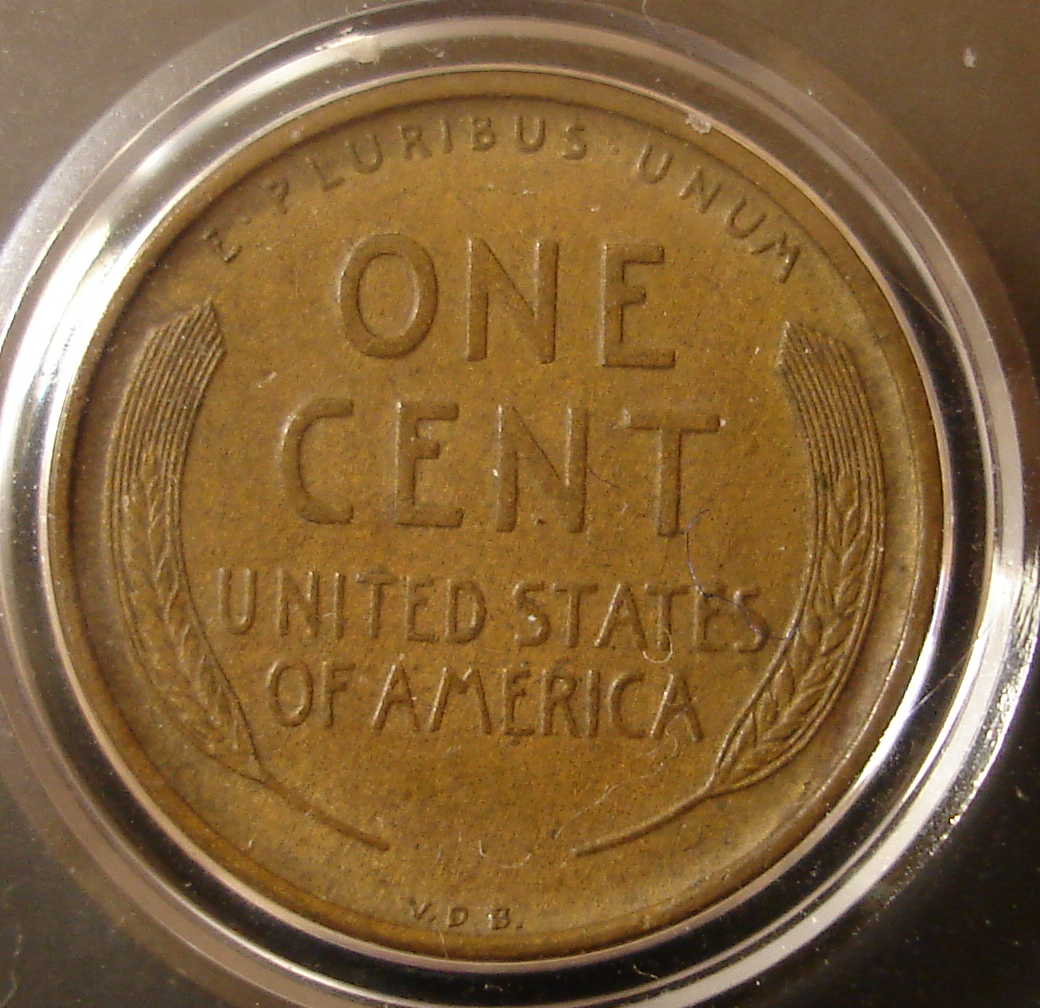 E·PLURIBUS·UNUM
ONE
CENT
UNITED STATES
OF AMERICA
V.D.B.